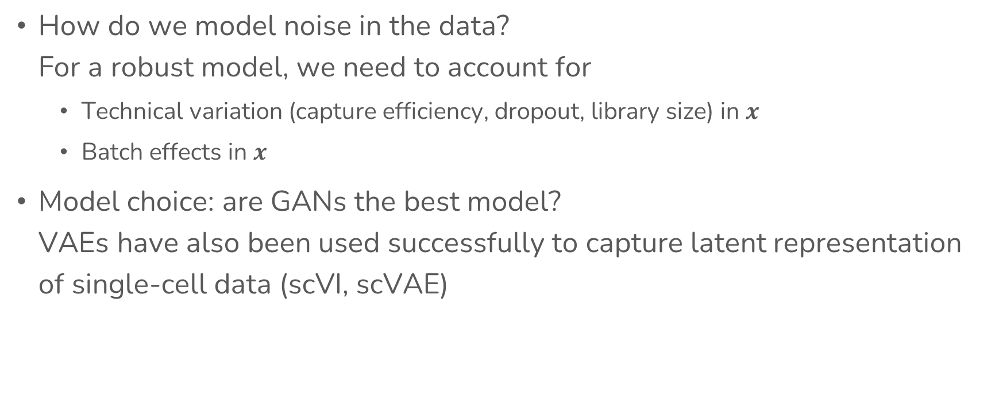 • How do we model noise in the data?
For a robust model, we need to account for
• Technical variation (capture efficiency, dropout, library size) in x
• Batch effects in x
• Model choice: are GANs the best model?
VAEs have also been used successfully to capture latent representation
of single-cell data (scVI, scVAE)